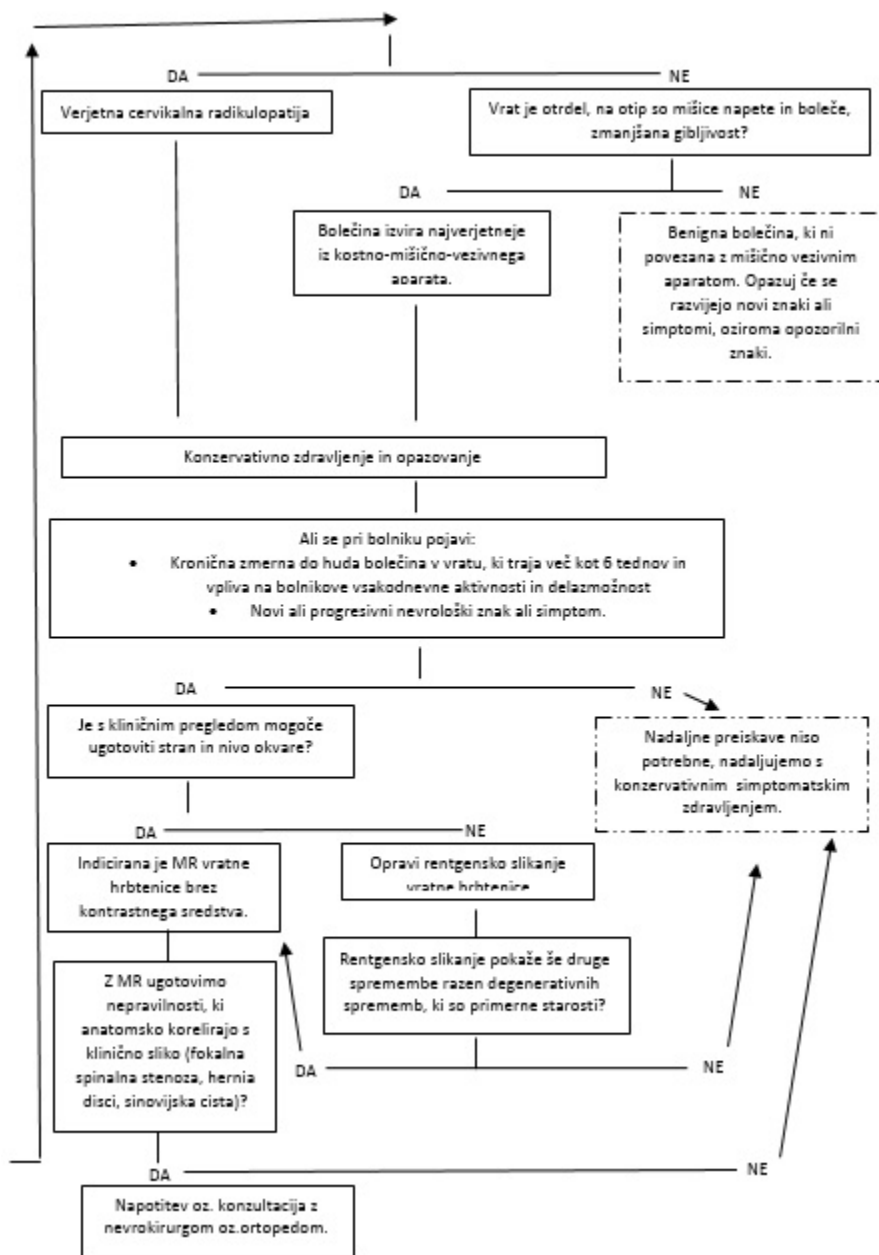 DA
NE
Verjetna cervikalna radikulopatija
Vrat je otrdel, na otip so mišice napete in boleče,
zmanjšana gibljivost?
DA
NE
Bolečina izvira najverjetneje
iz kostno-mišično-vezivnega
aparata.
Benigna bolečina, ki ni
povezana z mišično vezivnim
aparatom. Opazuj če se
razvijejo novi znaki ali
simptomi, oziroma opozorilni
znaki.
Konzervativno zdravljenje in opazovanje
Ali se pri bolniku pojavi:
• Kronična zmerna do huda bolečina v vratu, ki traja več kot 6 tednov in
vpliva na bolnikove vsakodnevne aktivnosti in delazmožnost
• Novi ali progresivni nevrološki znak ali simptom.
DA
NE
Je s kliničnim pregledom mogoče
ugotoviti stran in nivo okvare?
Nadaljne preiskave niso
potrebne, nadaljujemo s
konzervativnim simptomatskim
zdravljenjem.
DA
NE
Indicirana je MR vratne
hrbtenice brez
kontrastnega sredstva.
Opravi rentgensko slikanje
vratne hrbtenice
Z MR ugotovimo
nepravilnosti, ki
anatomsko korelirajo s
klinično sliko (fokalna
spinalna stenoza, hernia
disci, sinovijska cista)?
Rentgensko slikanje pokaže še druge
spremembe razen degenerativnih
sprememb, ki so primerne starosti?
DA
NE
DA
NE
Napotitev oz. konzultacija z
nevrokirurgom oz.ortopedom.